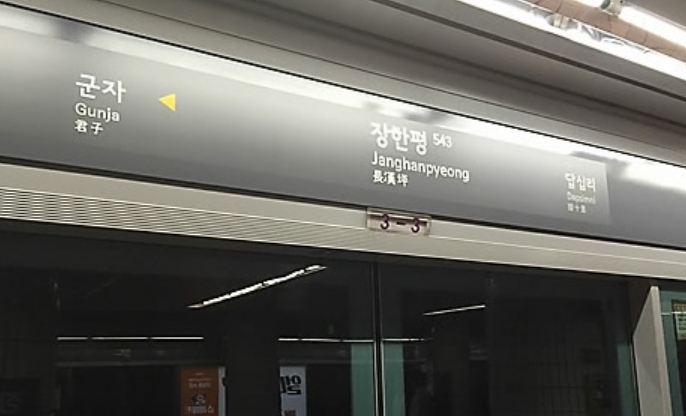 군자
Gunja
君子
장한평 543
Janghanpyeong
長漢坪
답십리
Dapsimni
踏十里
3-3